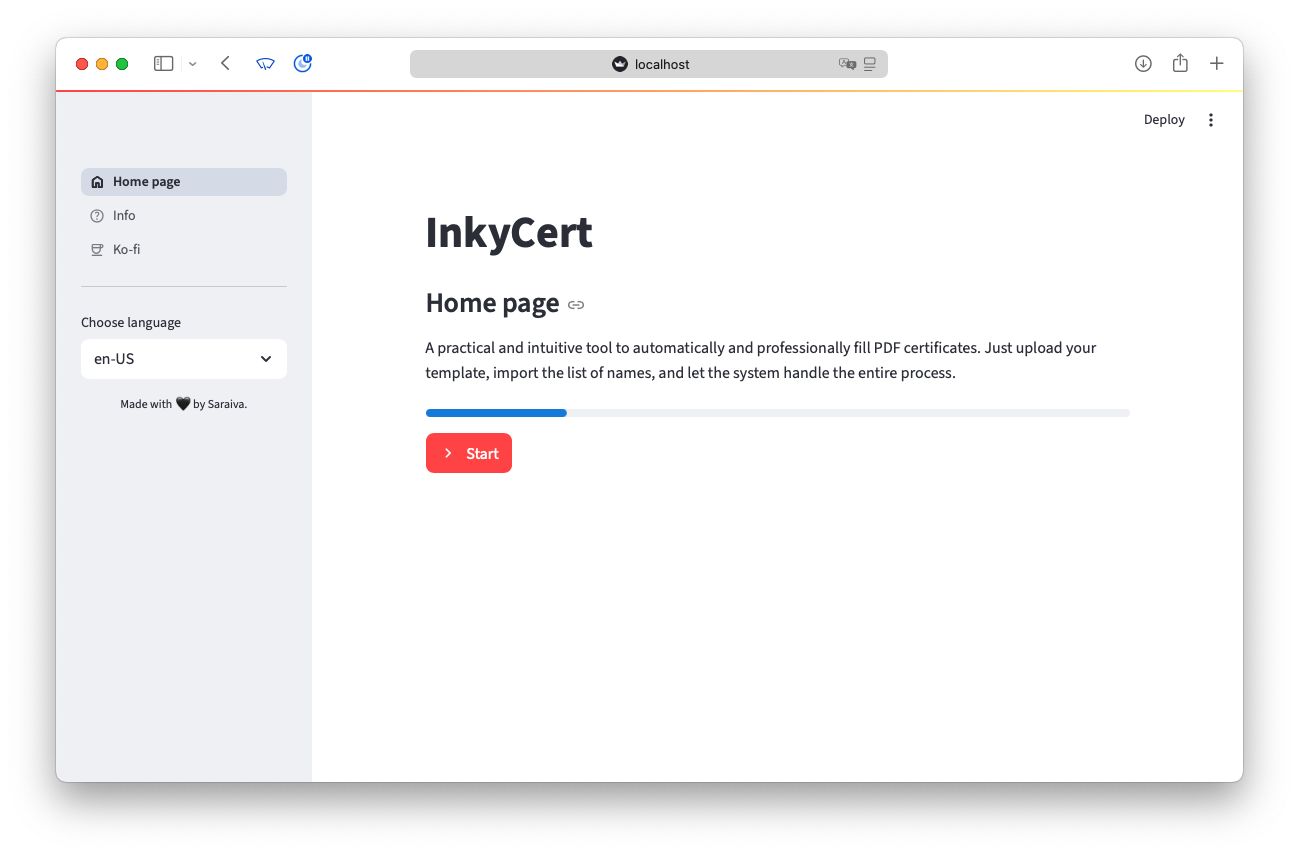 localhost
Deploy
Home page
Info
Ko-fi
Choose language
en-US
Made with 🖤 by Saraiva.
InkyCert
Home page
A practical and intuitive tool to automatically and professionally fill PDF certificates. Just upload your
template, import the list of names, and let the system handle the entire process.
Start